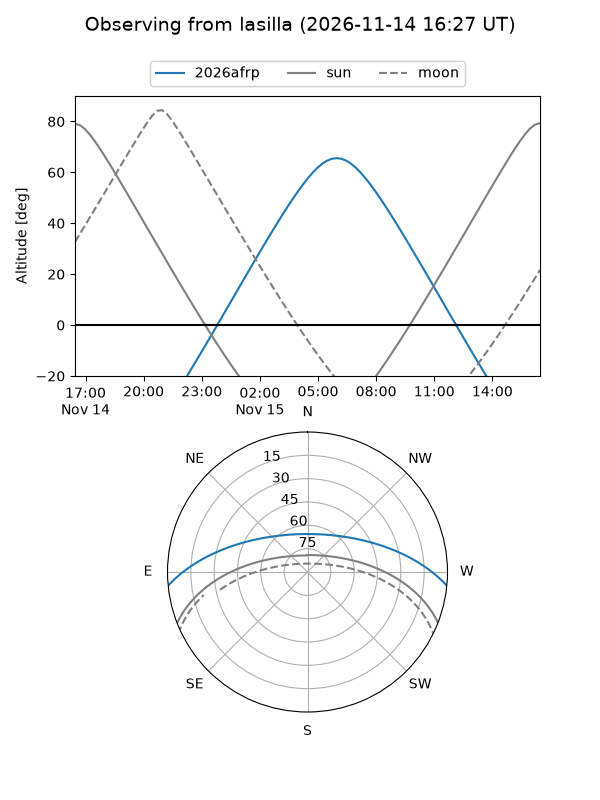 Observing from lasilla (2026-11-14 16:27 UT)
2026afrp sun moon
Altitude [deg]
80
60
40
20
0
−20
17:00 20:00 23:00 02:00 05:00 08:00 11:00 14:00
Nov 14 Nov 15
N
NE NW
15
30
45
60
75
E W
SE SW
S